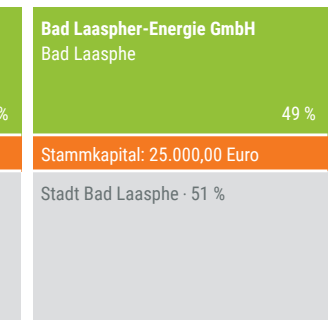 Bad Laaspher-Energie GmbH
Bad Laasphe
%
49 %
Stammkapital: 25.000,00 Euro
Stadt Bad Laasphe · 51 %